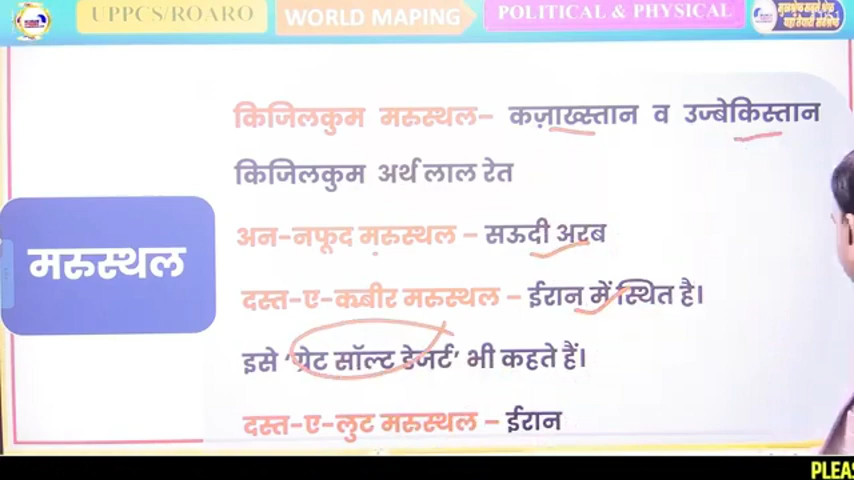 UPPCS/ROARO
WORLD MAPING
POLITICAL & PHYSICAL
किजिलकुम मरुस्थल– कज़ाख्स्तान व उज्बेकिस्तान
किजिलकुम अर्थ लाल रेत
अन-नफूद मरुस्थल – सऊदी अरब
मरुस्थल
दस्त-ए-कबीर मरुस्थल – ईरान में स्थित है।
इसे ‘ग्रेट सॉल्ट डेजर्ट’ भी कहते हैं।
दस्त-ए-लुट मरुस्थल – ईरान
PLEAS